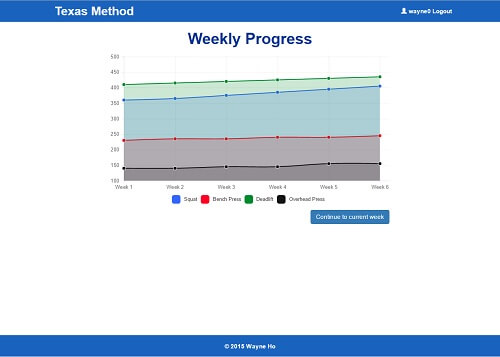 Texas Method
wayne0 Logout
Weekly Progress
500
450
400
350
300
250
200
150
100
Week 1 Week 2 Week 3 Week 4 Week 5 Week 6
Squat Bench Press Deadlift Overhead Press
Continue to current week
© 2015 Wayne Ho